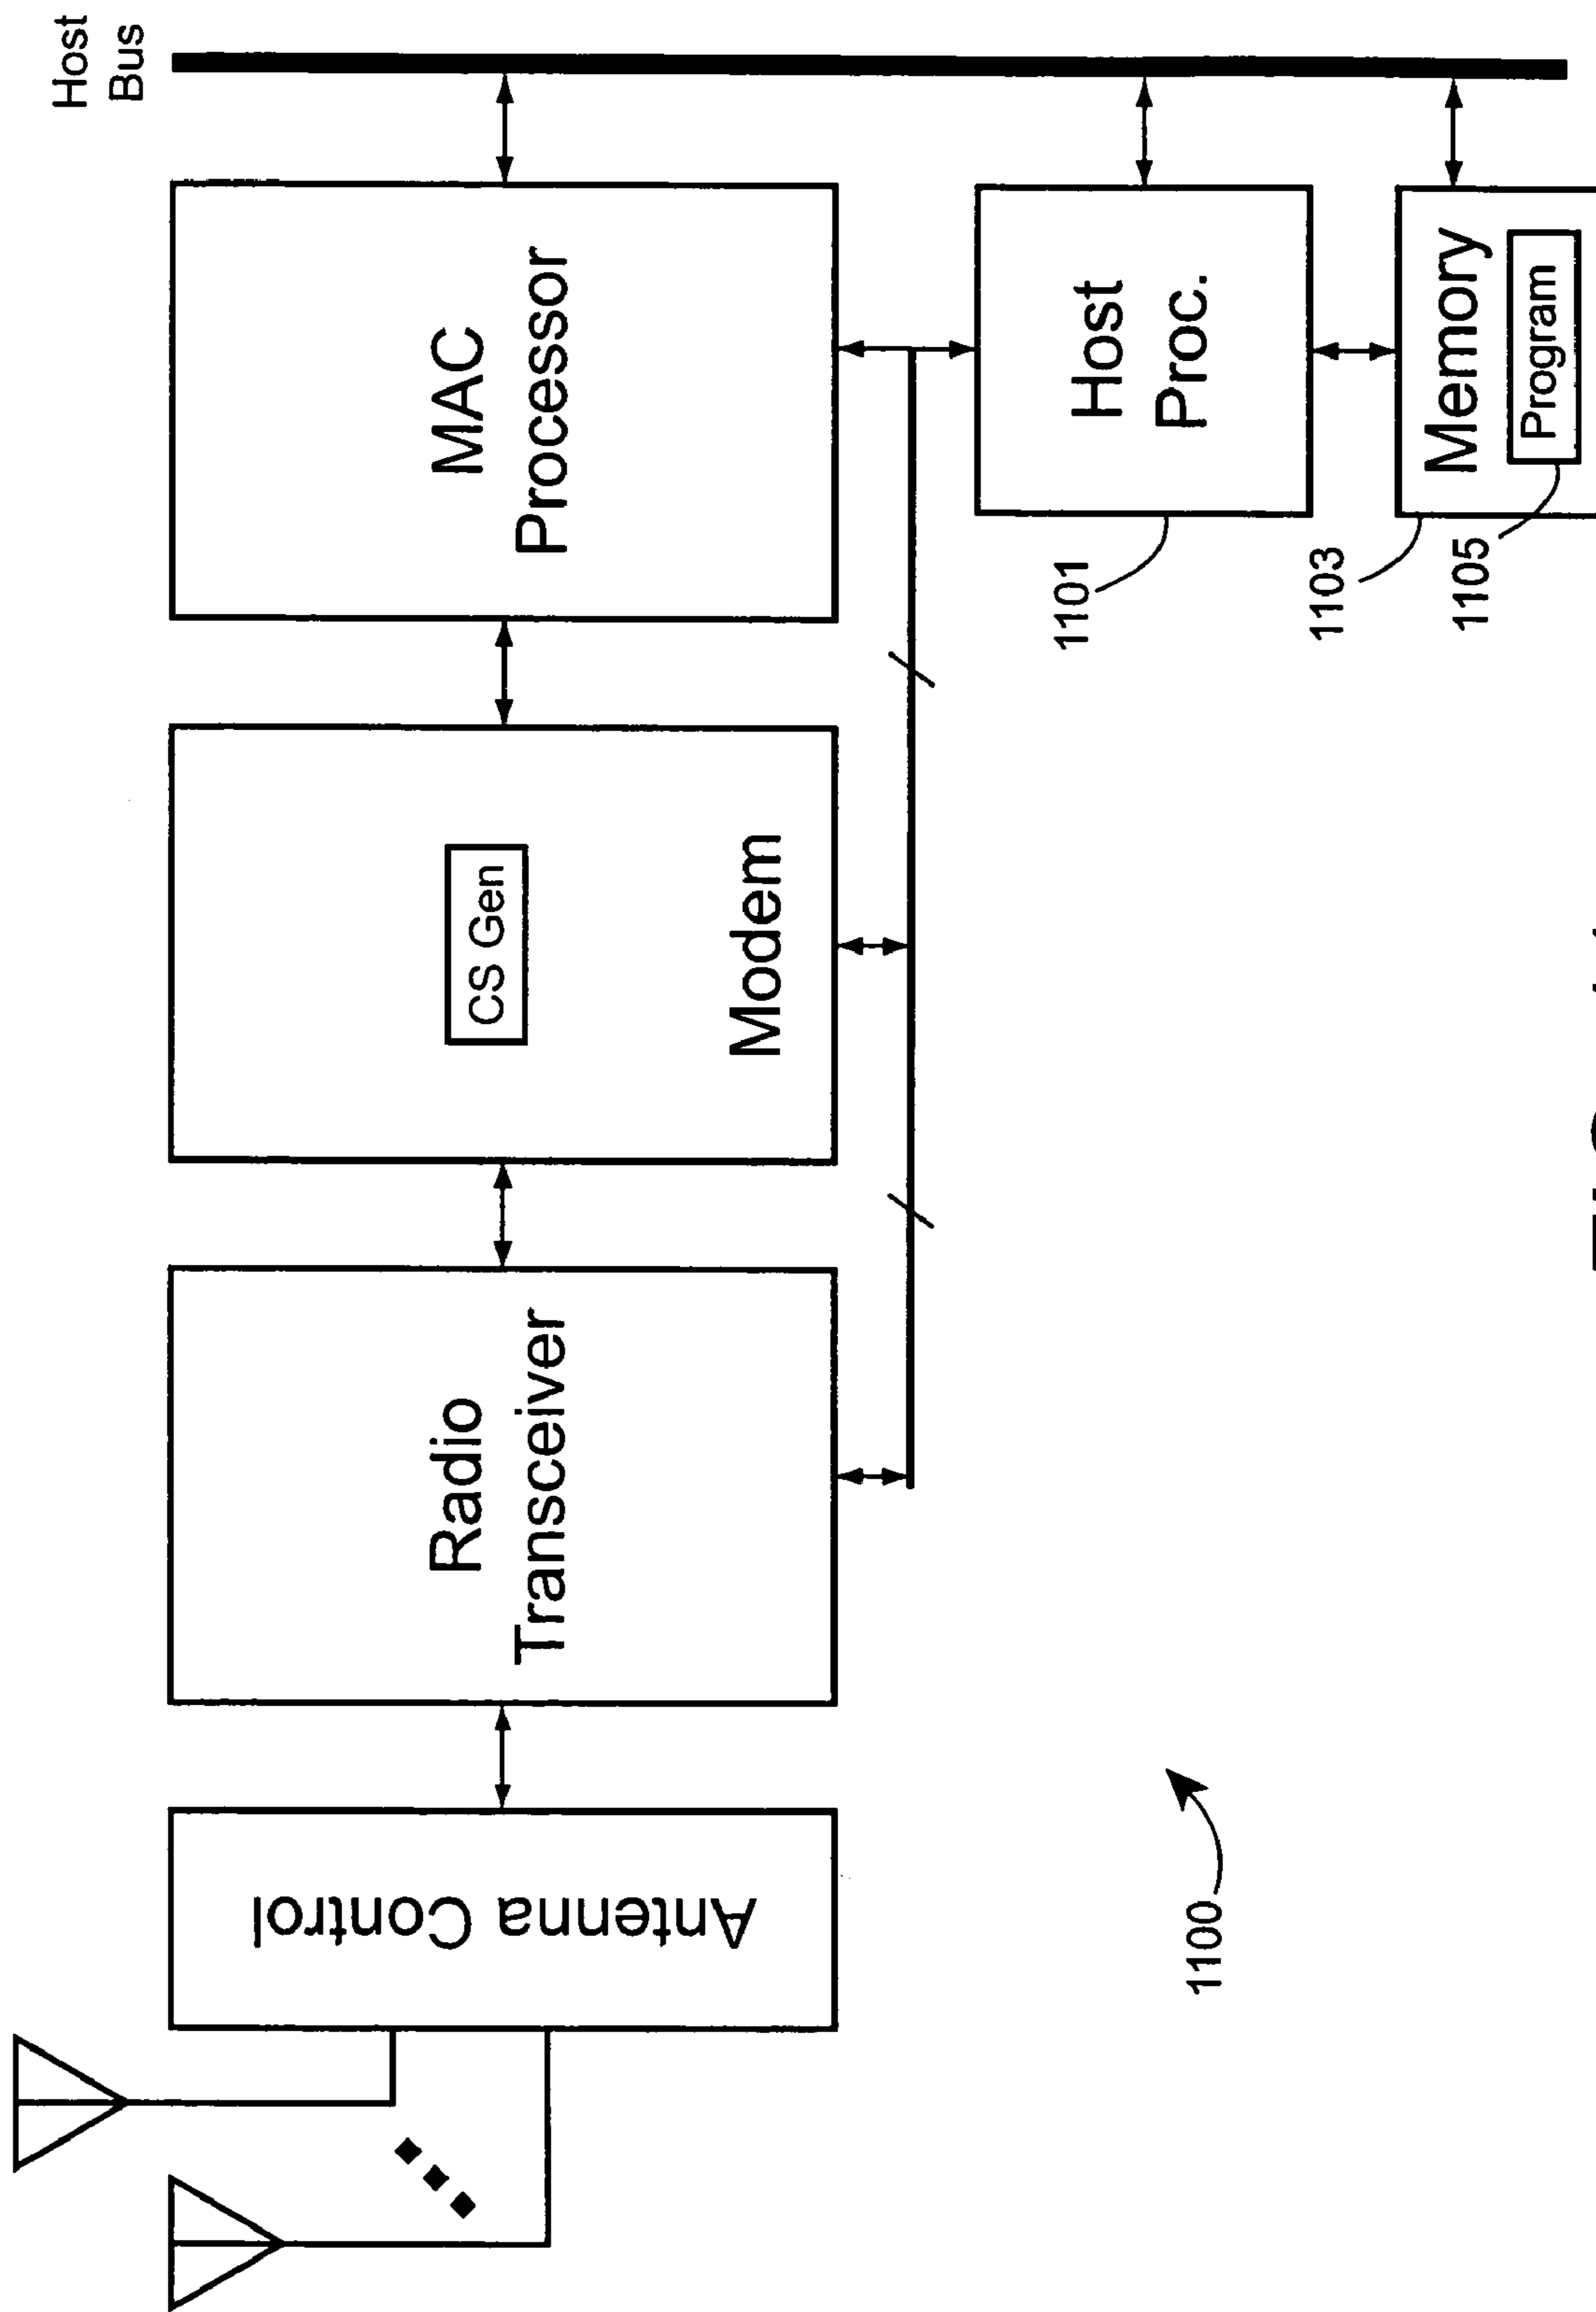 Host
Bus
Antenna Control
Radio
Transceiver
CS Gen
Modem
MAC
Processor
1100
1101
Host
Proc.
1103
Memory
1105
Program